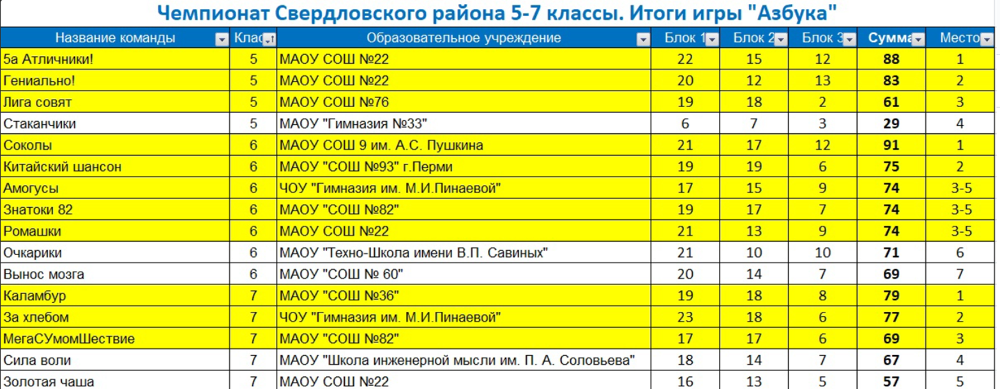 Чемпионат Свердловского района 5-7 классы. Итоги игры "Азбука"
Название команды Клас Образовательное учреждение Блок 1 Блок 2 Блок 3 Сумма Место
5а Атличники! 5 МАОУ СОШ №22 22 15 12 88 1
Гениально! 5 МАОУ СОШ №22 20 12 13 83 2
Лига совят 5 МАОУ СОШ №76 19 18 2 61 3
Стаканчики 5 МАОУ "Гимназия №33" 6 7 3 29 4
Соколы 6 МАОУ СОШ 9 им. А.С. Пушкина 21 17 12 91 1
Китайский шансон 6 МАОУ "СОШ №93" г.Перми 19 19 6 75 2
Амогусы 6 ЧОУ "Гимназия им. М.И.Пинаевой" 17 15 9 74 3-5
Знатоки 82 6 МАОУ "СОШ №82" 19 17 7 74 3-5
Ромашки 6 МАОУ СОШ №22 21 13 9 74 3-5
Очкарики 6 МАОУ "Техно-Школа имени В.П. Савиных" 21 10 10 71 6
Вынос мозга 6 МАОУ "СОШ № 60" 20 14 7 69 7
Каламбур 7 МАОУ "СОШ №36" 19 18 8 79 1
За хлебом 7 ЧОУ "Гимназия им. М.И.Пинаевой" 23 18 6 77 2
МегаСУмомШествие 7 МАОУ "СОШ №82" 17 17 6 69 3
Сила воли 7 МАОУ "Школа инженерной мысли им. П. А. Соловьева" 18 14 7 67 4
Золотая чаша 7 МАОУ СОШ №22 16 13 5 57 5